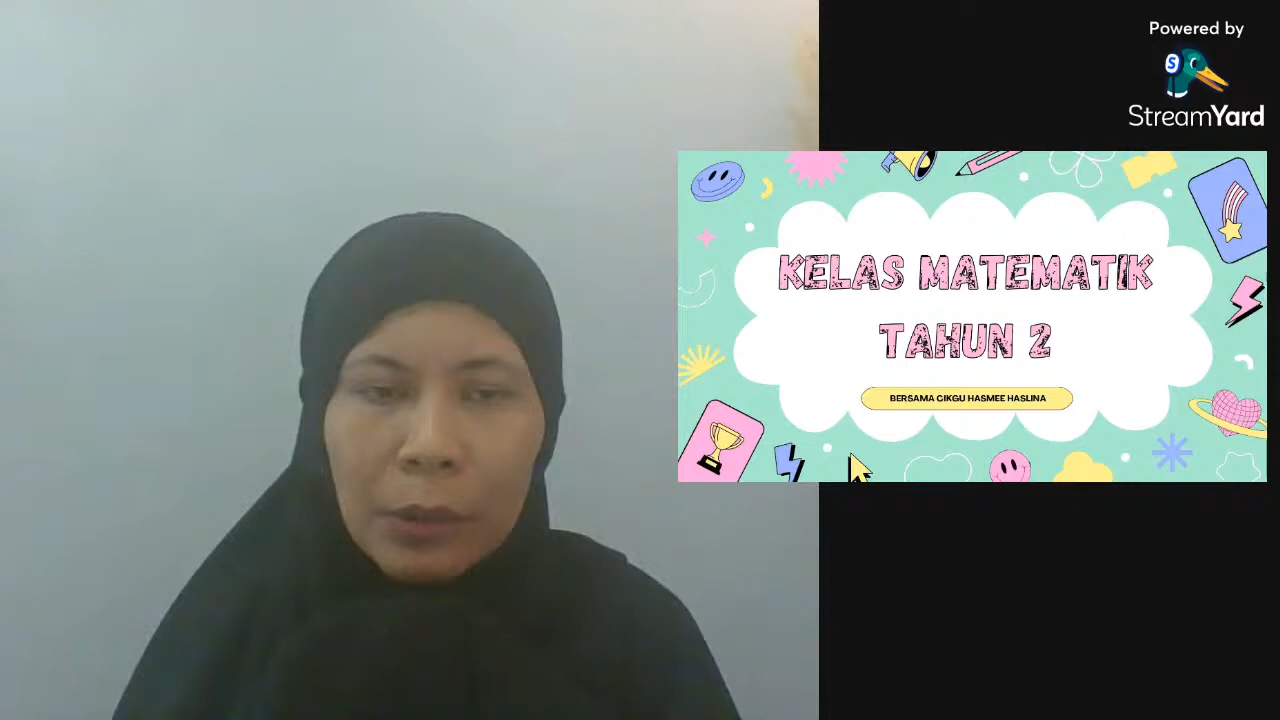 Powered by
StreamYard
KELAS MATEMATIK
TAHUN 2
BERSAMA CIKGU HASMEE HASLINA